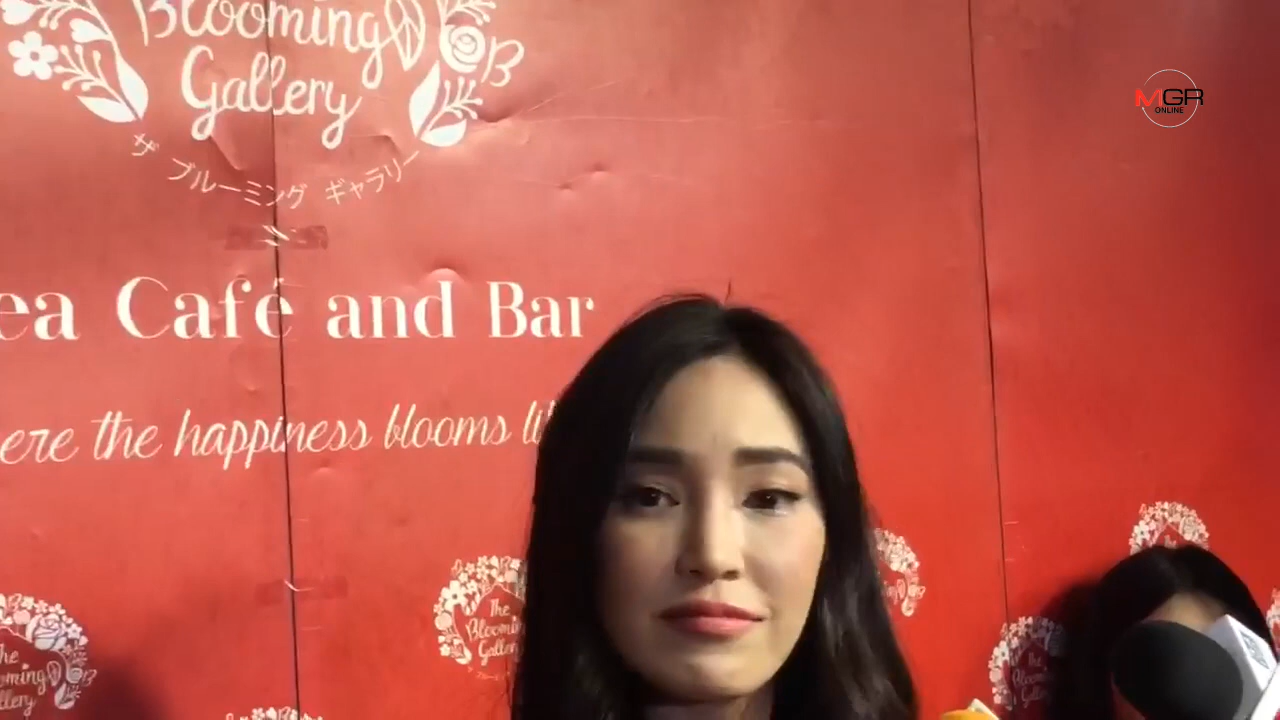 Blooming
Gallery
B
ザ ブルーミング ギャラリー
MGR
ONLINE
ea Café and Bar
ere the happiness blooms
The
Blooming
Gallery